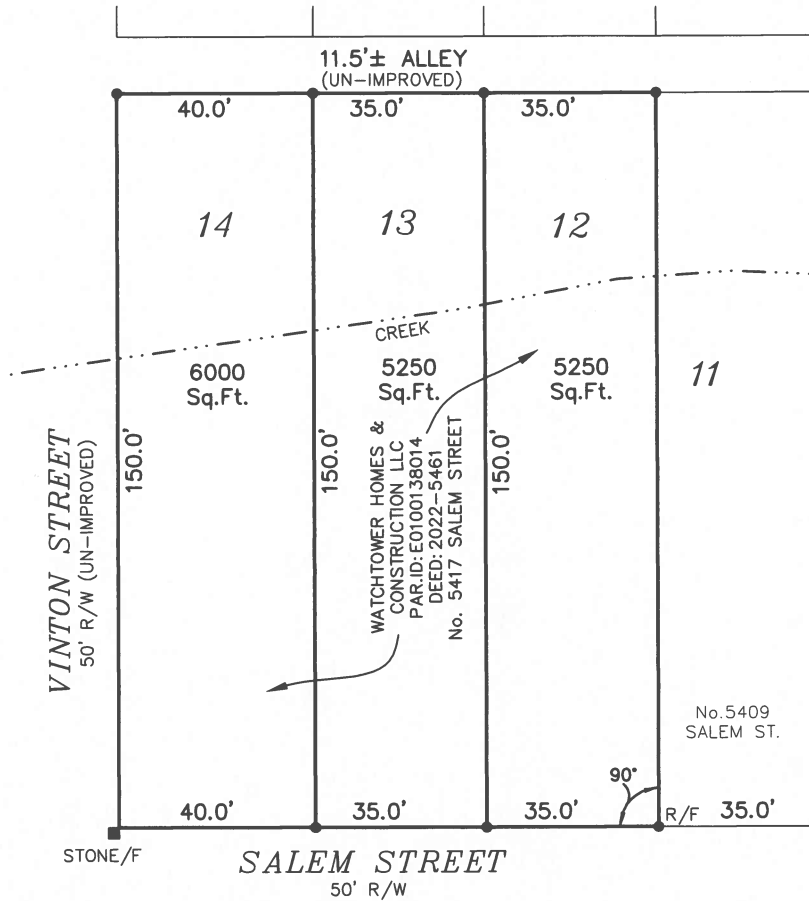 11.5'± ALLEY
(UN-IMPROVED)
40.0'
35.0'
35.0'
14
13
12
CREEK
6000
Sq.Ft.
5250
Sq.Ft.
5250
Sq.Ft.
11
150.0'
150.0'
150.0'
VINTON STREET
50' R/W (UN-IMPROVED)
WATCHTOWER HOMES &
CONSTRUCTION LLC
PAR.ID:E0100138014
DEED: 2022-5461
No. 5417 SALEM STREET
No.5409
SALEM ST.
90°
40.0'
35.0'
35.0'
R/F
35.0'
STONE/F
SALEM STREET
50' R/W